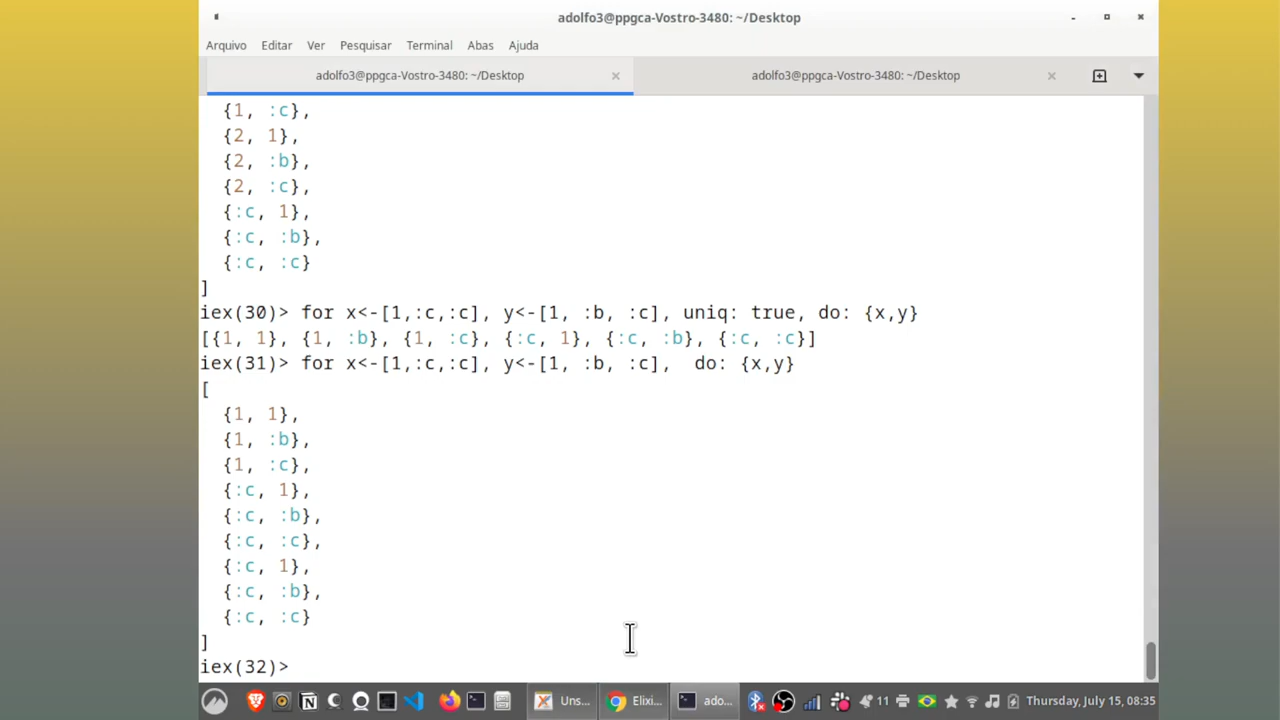 adolfo3@ppgca-Vostro-3480: ~/Desktop
Arquivo Editar Ver Pesquisar Terminal Abas Ajuda
adolfo3@ppgca-Vostro-3480: ~/Desktop adolfo3@ppgca-Vostro-3480: ~/Desktop
{1, :c},
{2, 1},
{2, :b},
{2, :c},
{:c, 1},
{:c, :b},
{:c, :c}
]
iex(30)> for x<-[1,:c,:c], y<-[1, :b, :c], uniq: true, do: {x,y}
[{1, 1}, {1, :b}, {1, :c}, {:c, 1}, {:c, :b}, {:c, :c}]
iex(31)> for x<-[1,:c,:c], y<-[1, :b, :c],  do: {x,y}
[
{1, 1},
{1, :b},
{1, :c},
{:c, 1},
{:c, :b},
{:c, :c},
{:c, 1},
{:c, :b},
{:c, :c}
]
iex(32)>
Uns... Elixi... ado... 11 Thursday, July 15, 08:35